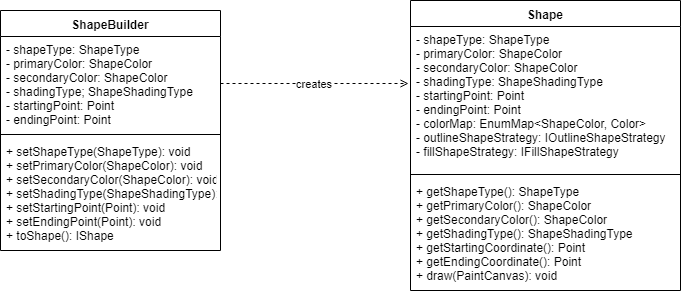 ShapeBuilder
- shapeType: ShapeType
- primaryColor: ShapeColor
- secondaryColor: ShapeColor
- shadingType; ShapeShadingType
- startingPoint: Point
- endingPoint: Point
+ setShapeType(ShapeType): void
+ setPrimaryColor(ShapeColor): void
+ setSecondaryColor(ShapeColor): void
+ setShadingType(ShapeShadingType)
+ setStartingPoint(Point): void
+ setEndingPoint(Point): void
+ toShape(): IShape
creates
Shape
- shapeType: ShapeType
- primaryColor: ShapeColor
- secondaryColor: ShapeColor
- shadingType: ShapeShadingType
- startingPoint: Point
- endingPoint: Point
- colorMap: EnumMap<ShapeColor, Color>
- outlineShapeStrategy: IOutlineShapeStrategy
- fillShapeStrategy: IFillShapeStrategy
+ getShapeType(): ShapeType
+ getPrimaryColor(): ShapeColor
+ getSecondaryColor(): ShapeColor
+ getShadingType(): ShapeShadingType
+ getStartingCoordinate(): Point
+ getEndingCoordinate(): Point
+ draw(PaintCanvas): void